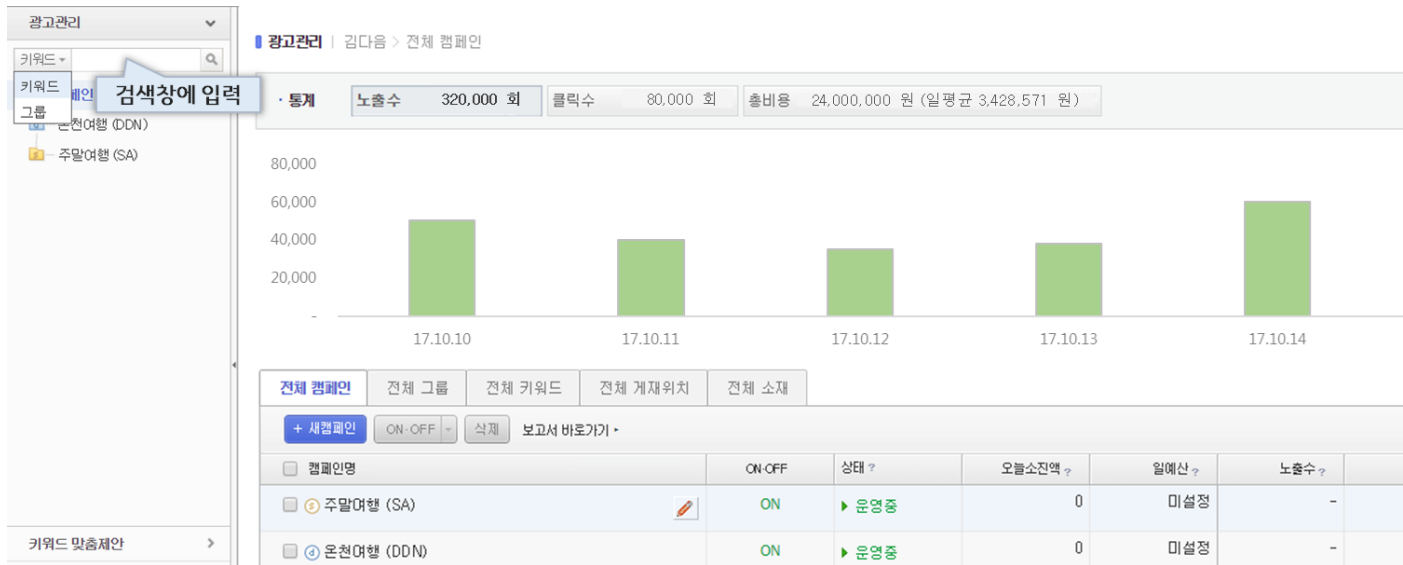 광고관리
키워드
키워드
그룹
검색창에 입력
온천여행 (DDN)
주말여행 (SA)
키워드 맞춤제안
광고관리 | 김다음 > 전체 캠페인
· 통계 노출수 320,000 회 클릭수 80,000 회 총비용 24,000,000 원 (일평균 3,428,571 원)
80,000
60,000
40,000
20,000
-
17.10.10 17.10.11 17.10.12 17.10.13 17.10.14
전체 캠페인 전체 그룹 전체 키워드 전체 게재위치 전체 소재
+ 새캠페인 ON·OFF 삭제 보고서 바로가기
캠페인명 ON·OFF 상태 ? 오늘소진액 ? 일예산 ? 노출수 ?
주말여행 (SA) ON 운영중 0 미설정 -
온천여행 (DDN) ON 운영중 0 미설정 -